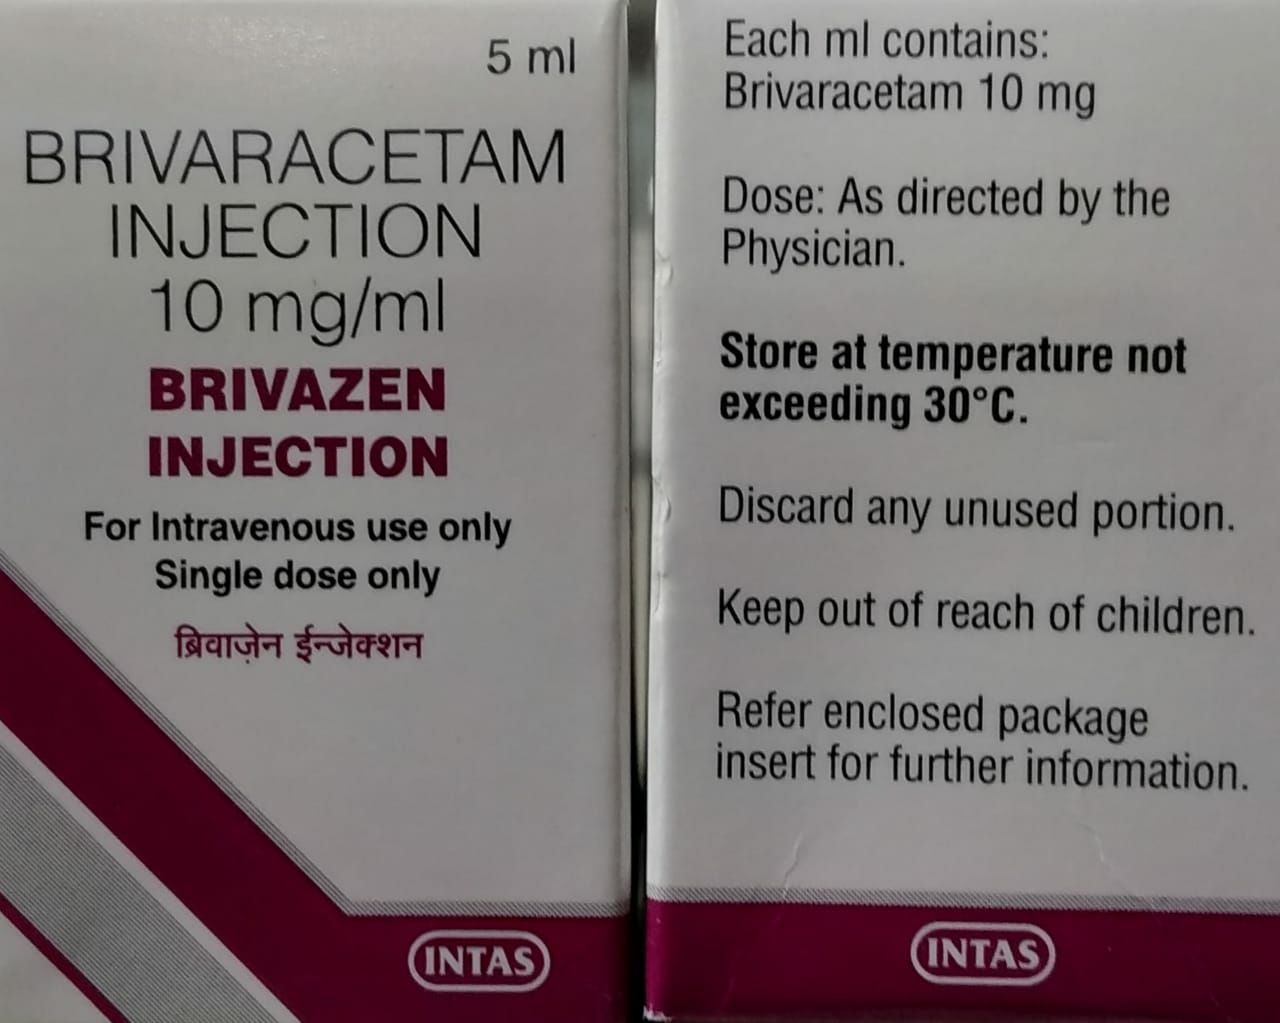 5 ml
BRIVARACETAM
INJECTION
10 mg/ml
BRIVAZEN
INJECTION
For Intravenous use only
Single dose only
ब्रिवाज़ेन ईन्जेक्शन
INTAS
Each ml contains:
Brivaracetam 10 mg
Dose: As directed by the
Physician.
Store at temperature not
exceeding 30°C.
Discard any unused portion.
Keep out of reach of children.
Refer enclosed package
insert for further information.
INTAS